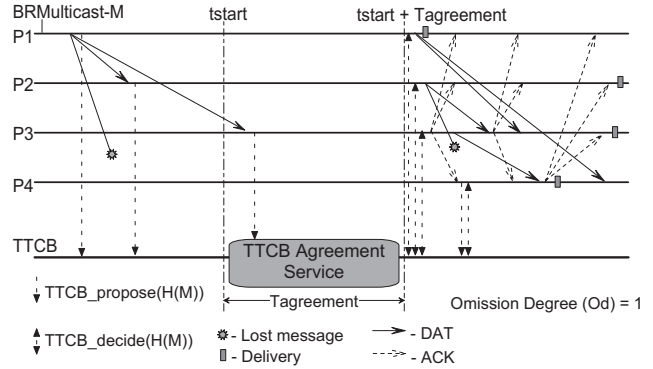 BRMulticast-M
tstart
tstart + Tagreement
P1
P2
P3
P4
TTCB
TTCB Agreement
Service
TTCB_propose(H(M))
Tagreement
Omission Degree (Od) = 1
TTCB_decide(H(M))
- Lost message
- DAT
- Delivery
- ACK